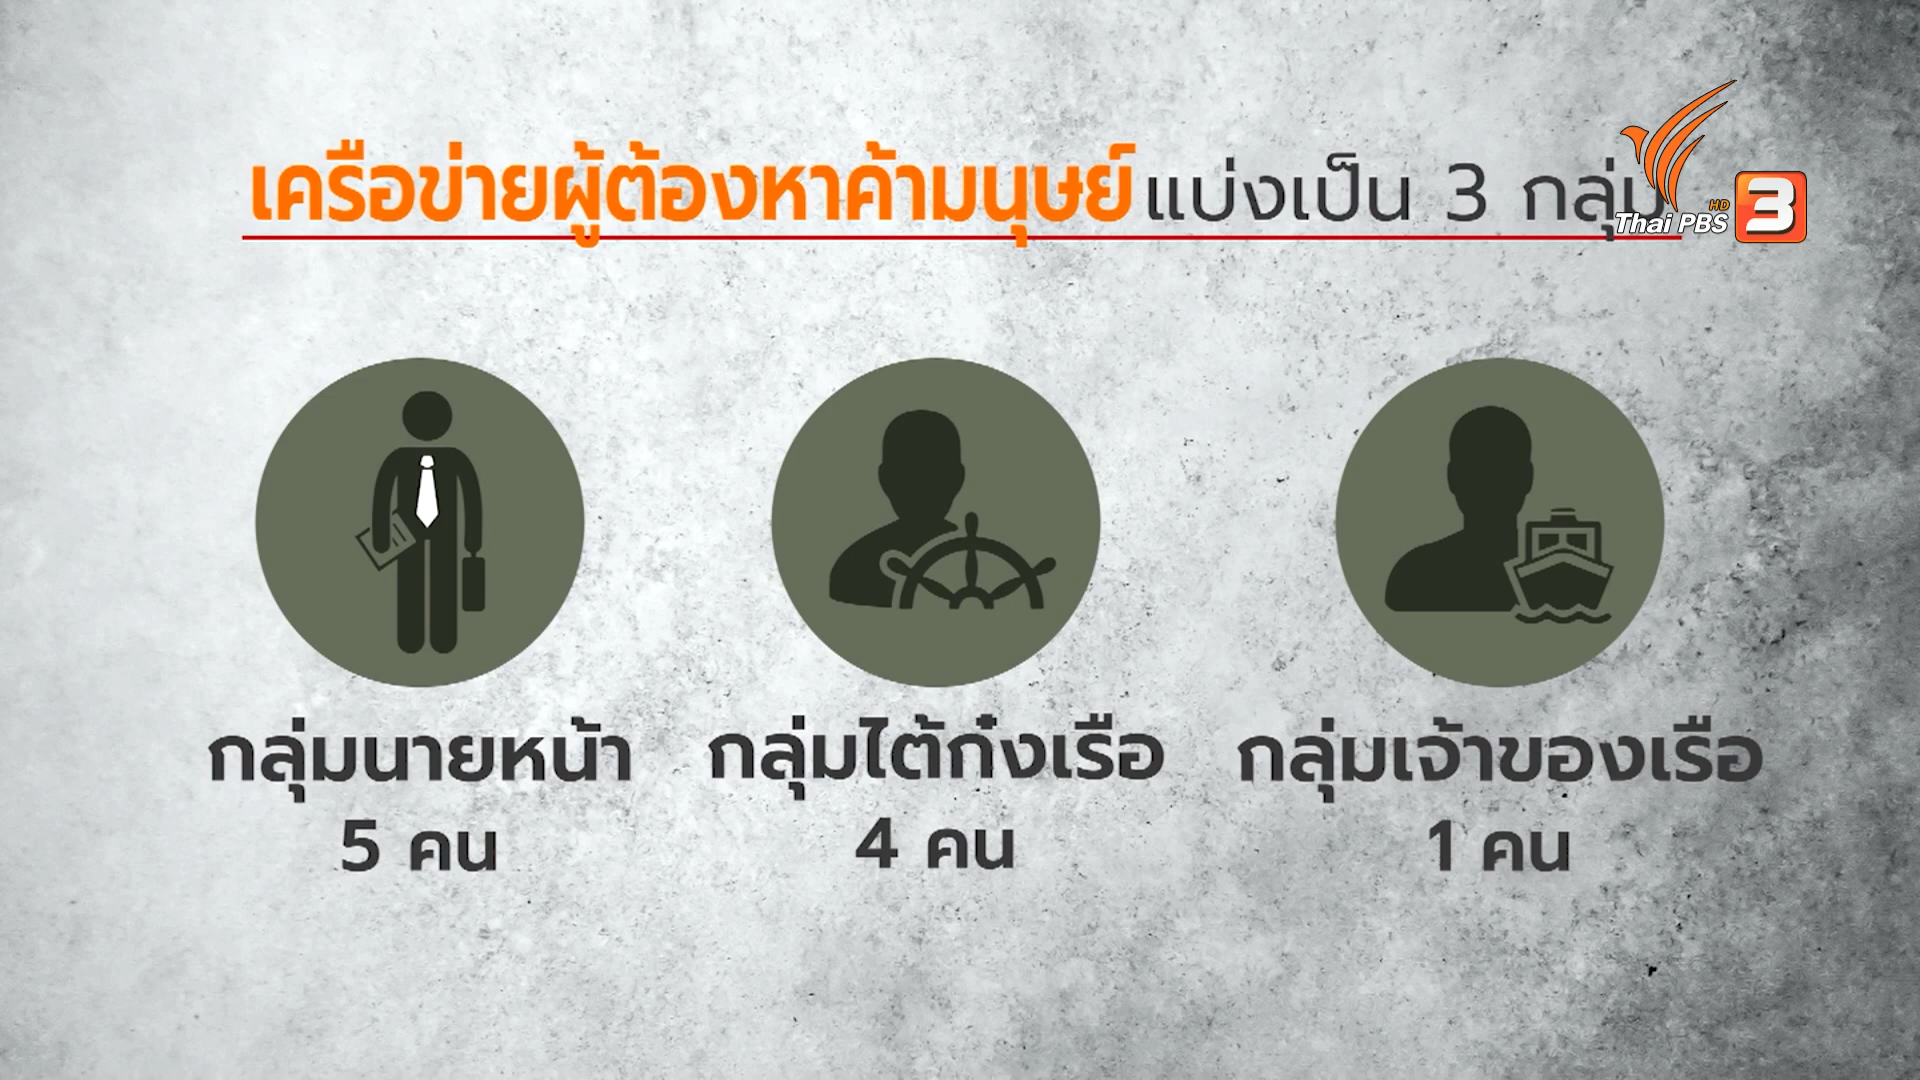 เครือข่ายผู้ต้องหาค้ามนุษย์ แบ่งเป็น 3 กลุ่ม
HD
Thai PBS 3
กลุ่มนายหน้า
5 คน
กลุ่มไต้ก๋งเรือ
4 คน
กลุ่มเจ้าของเรือ
1 คน